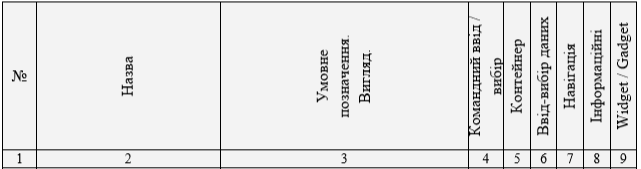 №
Назва
Умовне
позначення.
Вигляд.
Командний ввід /
вибір
Контейнер
Ввід-вибір даних
Навігація
Інформаційні
Widget / Gadget
1 2 3 4 5 6 7 8 9